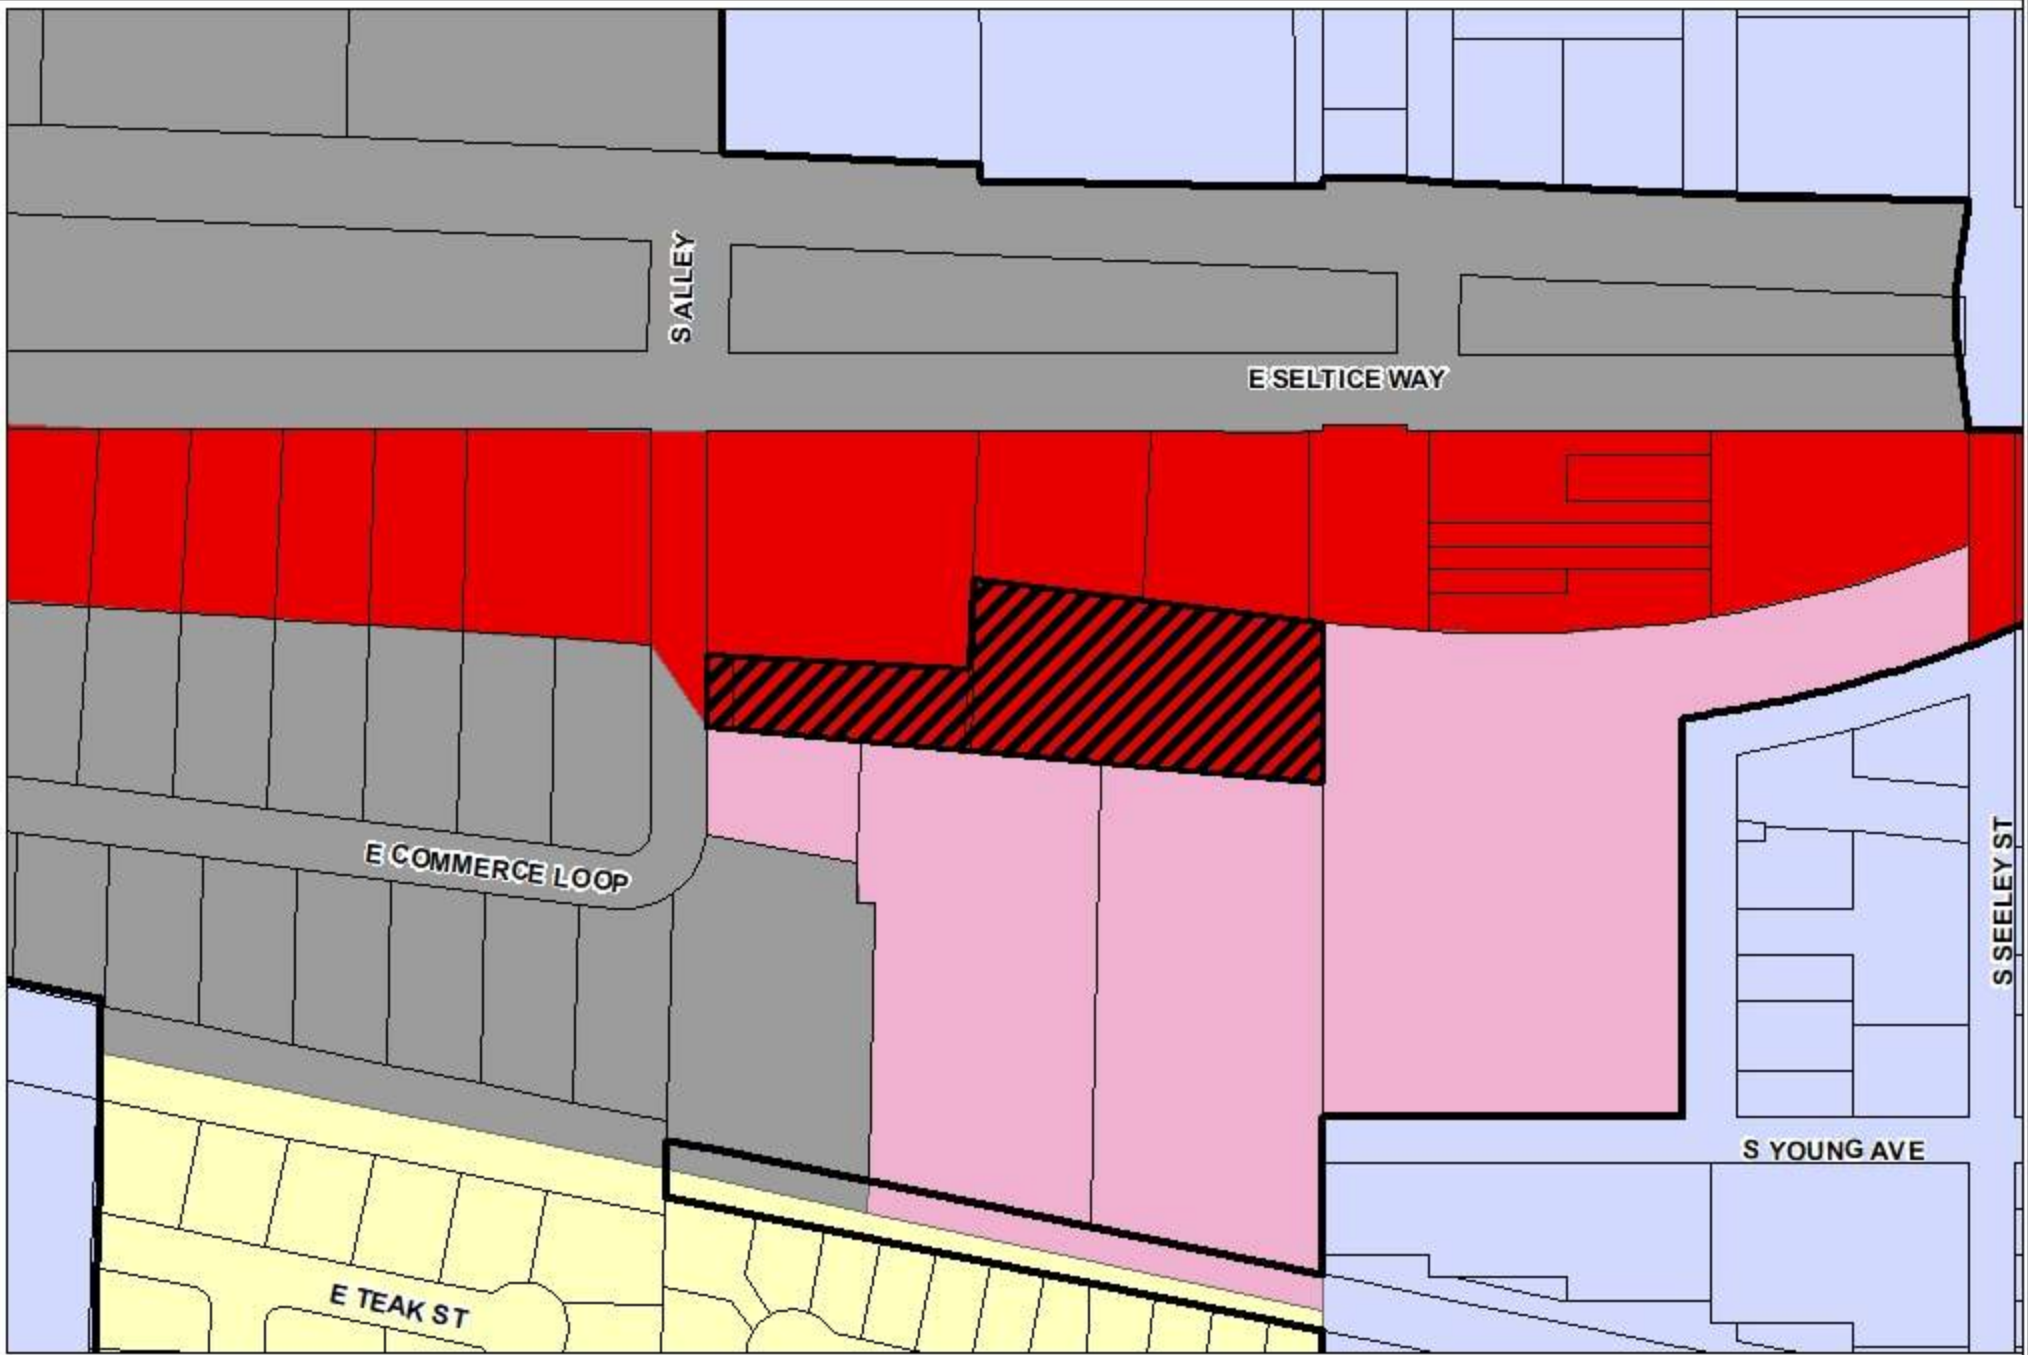 S ALLEY
E SELTICE WAY
E COMMERCE LOOP
S SEELEY ST
S YOUNG AVE
E TEAK ST